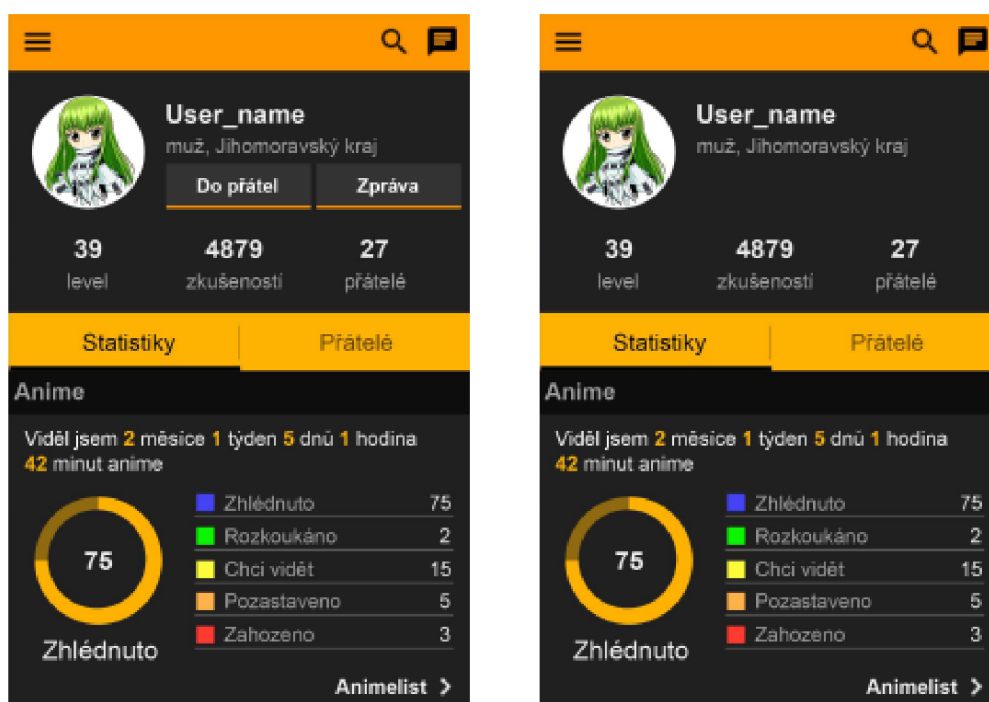 User_name
muž, Jihomoravský kraj
Do přátel Zpráva
39 4879 27
level zkušeností přátelé
Statistiky Přátelé
Anime
Viděl jsem 2 měsíce 1 týden 5 dnů 1 hodina
42 minut anime
Zhlédnuto 75
Rozkoukáno 2
75
Chci vidět 15
Pozastaveno 5
Zahozeno 3
Zhlédnuto
Animelist
User_name
muž, Jihomoravský kraj
39 4879 27
level zkušeností přátelé
Statistiky Přátelé
Anime
Viděl jsem 2 měsíce 1 týden 5 dnů 1 hodina
42 minut anime
Zhlédnuto 75
Rozkoukáno 2
75
Chci vidět 15
Pozastaveno 5
Zahozeno 3
Zhlédnuto
Animelist